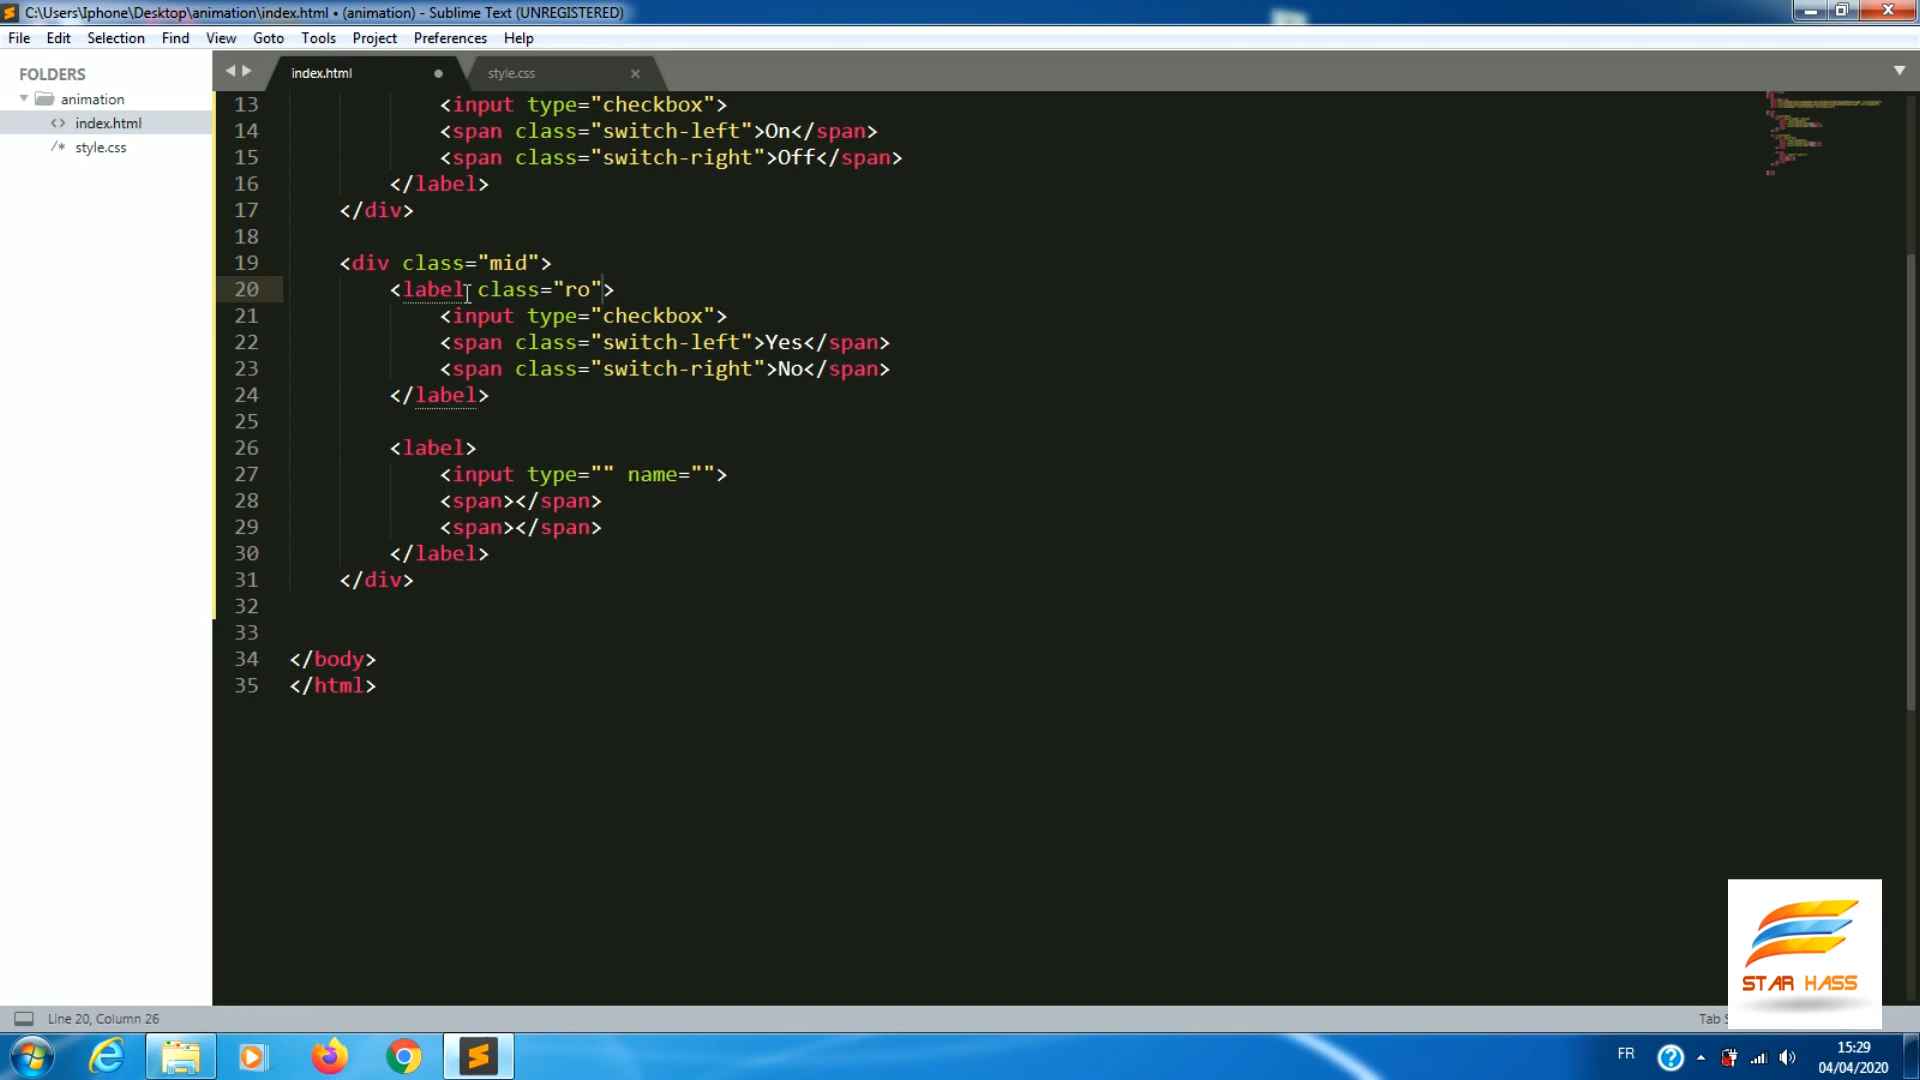 C:\Users\Iphone\Desktop\animation\index.html • (animation) - Sublime Text (UNREGISTERED)
File Edit Selection Find View Goto Tools Project Preferences Help
FOLDERS
animation
<> index.html
/* style.css
index.html
style.css
13 <input type="checkbox">
14 <span class="switch-left">On</span>
15 <span class="switch-right">Off</span>
16 </label>
17 </div>
18
19 <div class="mid">
20 <label class="ro">
21 <input type="checkbox">
22 <span class="switch-left">Yes</span>
23 <span class="switch-right">No</span>
24 </label>
25
26 <label>
27 <input type="" name="">
28 <span></span>
29 <span></span>
30 </label>
31 </div>
32
33
34 </body>
35 </html>
STAR HASS
Line 20, Column 26
Tab
FR
15:29
04/04/2020